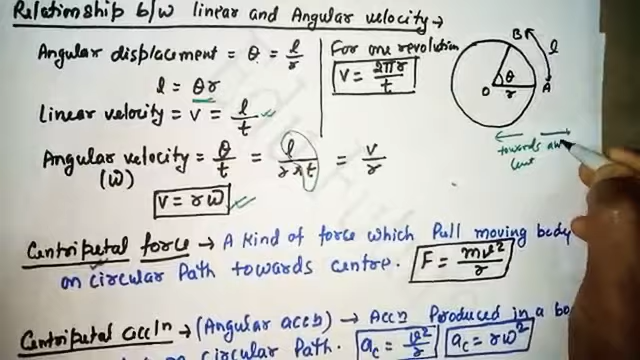 Relationship b/w linear and Angular velocity →
Angular displacement = θ = l/r
l = θr
Linear velocity = v = l/t
Angular velocity = θ/t = l/r×t = v/r
(W)
v = rω
For one revolution
V = 2πr/t
B
l
θ
O
r
A
towards
Centripetal force → A kind of force which Pull moving body
on circular Path towards centre. F = mv²/r
Centripetal accln → (Angular accn) → Accn Produced in a bo
on circular Path. ac = v²/r ac = rω²